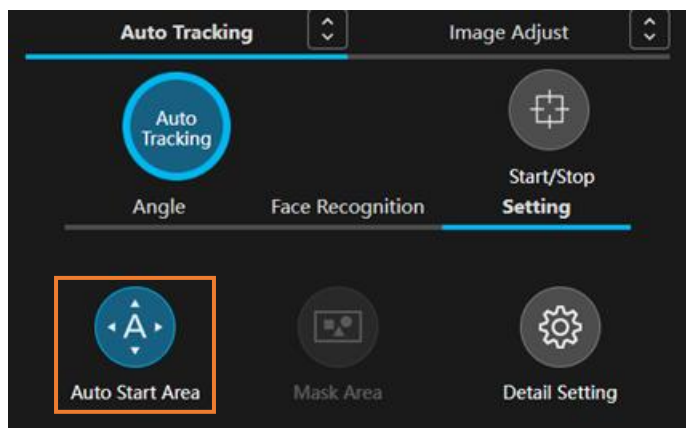 Auto Tracking
Image Adjust
Auto
Tracking
Start/Stop
Angle
Face Recognition
Setting
A
Auto Start Area
Mask Area
Detail Setting